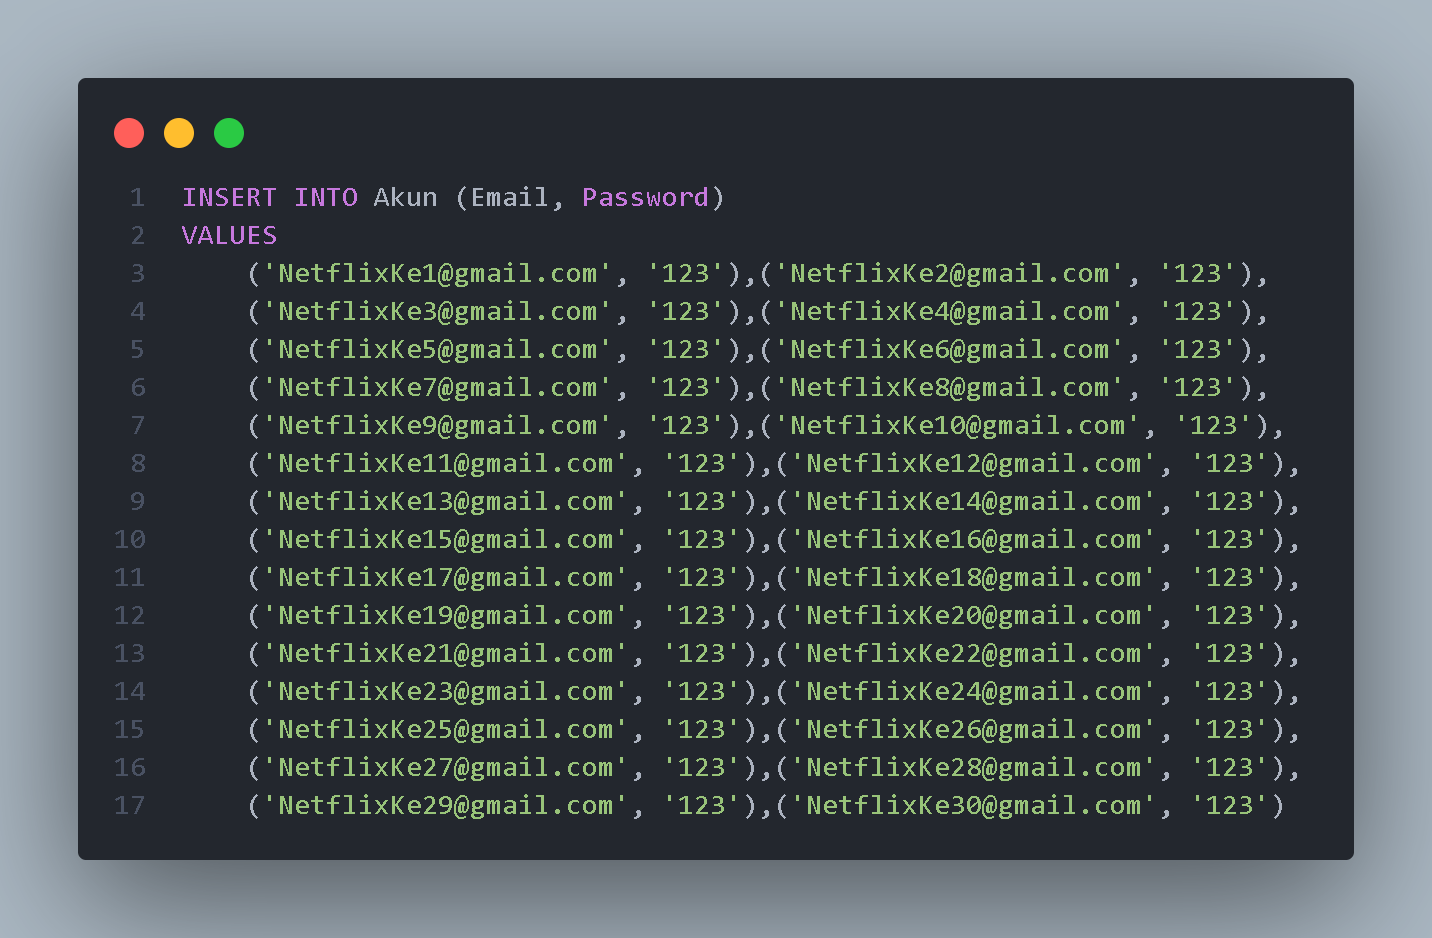 1 INSERT INTO Akun (Email, Password)
2 VALUES
3 ('NetflixKe1@gmail.com', '123'),('NetflixKe2@gmail.com', '123'),
4 ('NetflixKe3@gmail.com', '123'),('NetflixKe4@gmail.com', '123'),
5 ('NetflixKe5@gmail.com', '123'),('NetflixKe6@gmail.com', '123'),
6 ('NetflixKe7@gmail.com', '123'),('NetflixKe8@gmail.com', '123'),
7 ('NetflixKe9@gmail.com', '123'),('NetflixKe10@gmail.com', '123'),
8 ('NetflixKe11@gmail.com', '123'),('NetflixKe12@gmail.com', '123'),
9 ('NetflixKe13@gmail.com', '123'),('NetflixKe14@gmail.com', '123'),
10 ('NetflixKe15@gmail.com', '123'),('NetflixKe16@gmail.com', '123'),
11 ('NetflixKe17@gmail.com', '123'),('NetflixKe18@gmail.com', '123'),
12 ('NetflixKe19@gmail.com', '123'),('NetflixKe20@gmail.com', '123'),
13 ('NetflixKe21@gmail.com', '123'),('NetflixKe22@gmail.com', '123'),
14 ('NetflixKe23@gmail.com', '123'),('NetflixKe24@gmail.com', '123'),
15 ('NetflixKe25@gmail.com', '123'),('NetflixKe26@gmail.com', '123'),
16 ('NetflixKe27@gmail.com', '123'),('NetflixKe28@gmail.com', '123'),
17 ('NetflixKe29@gmail.com', '123'),('NetflixKe30@gmail.com', '123')